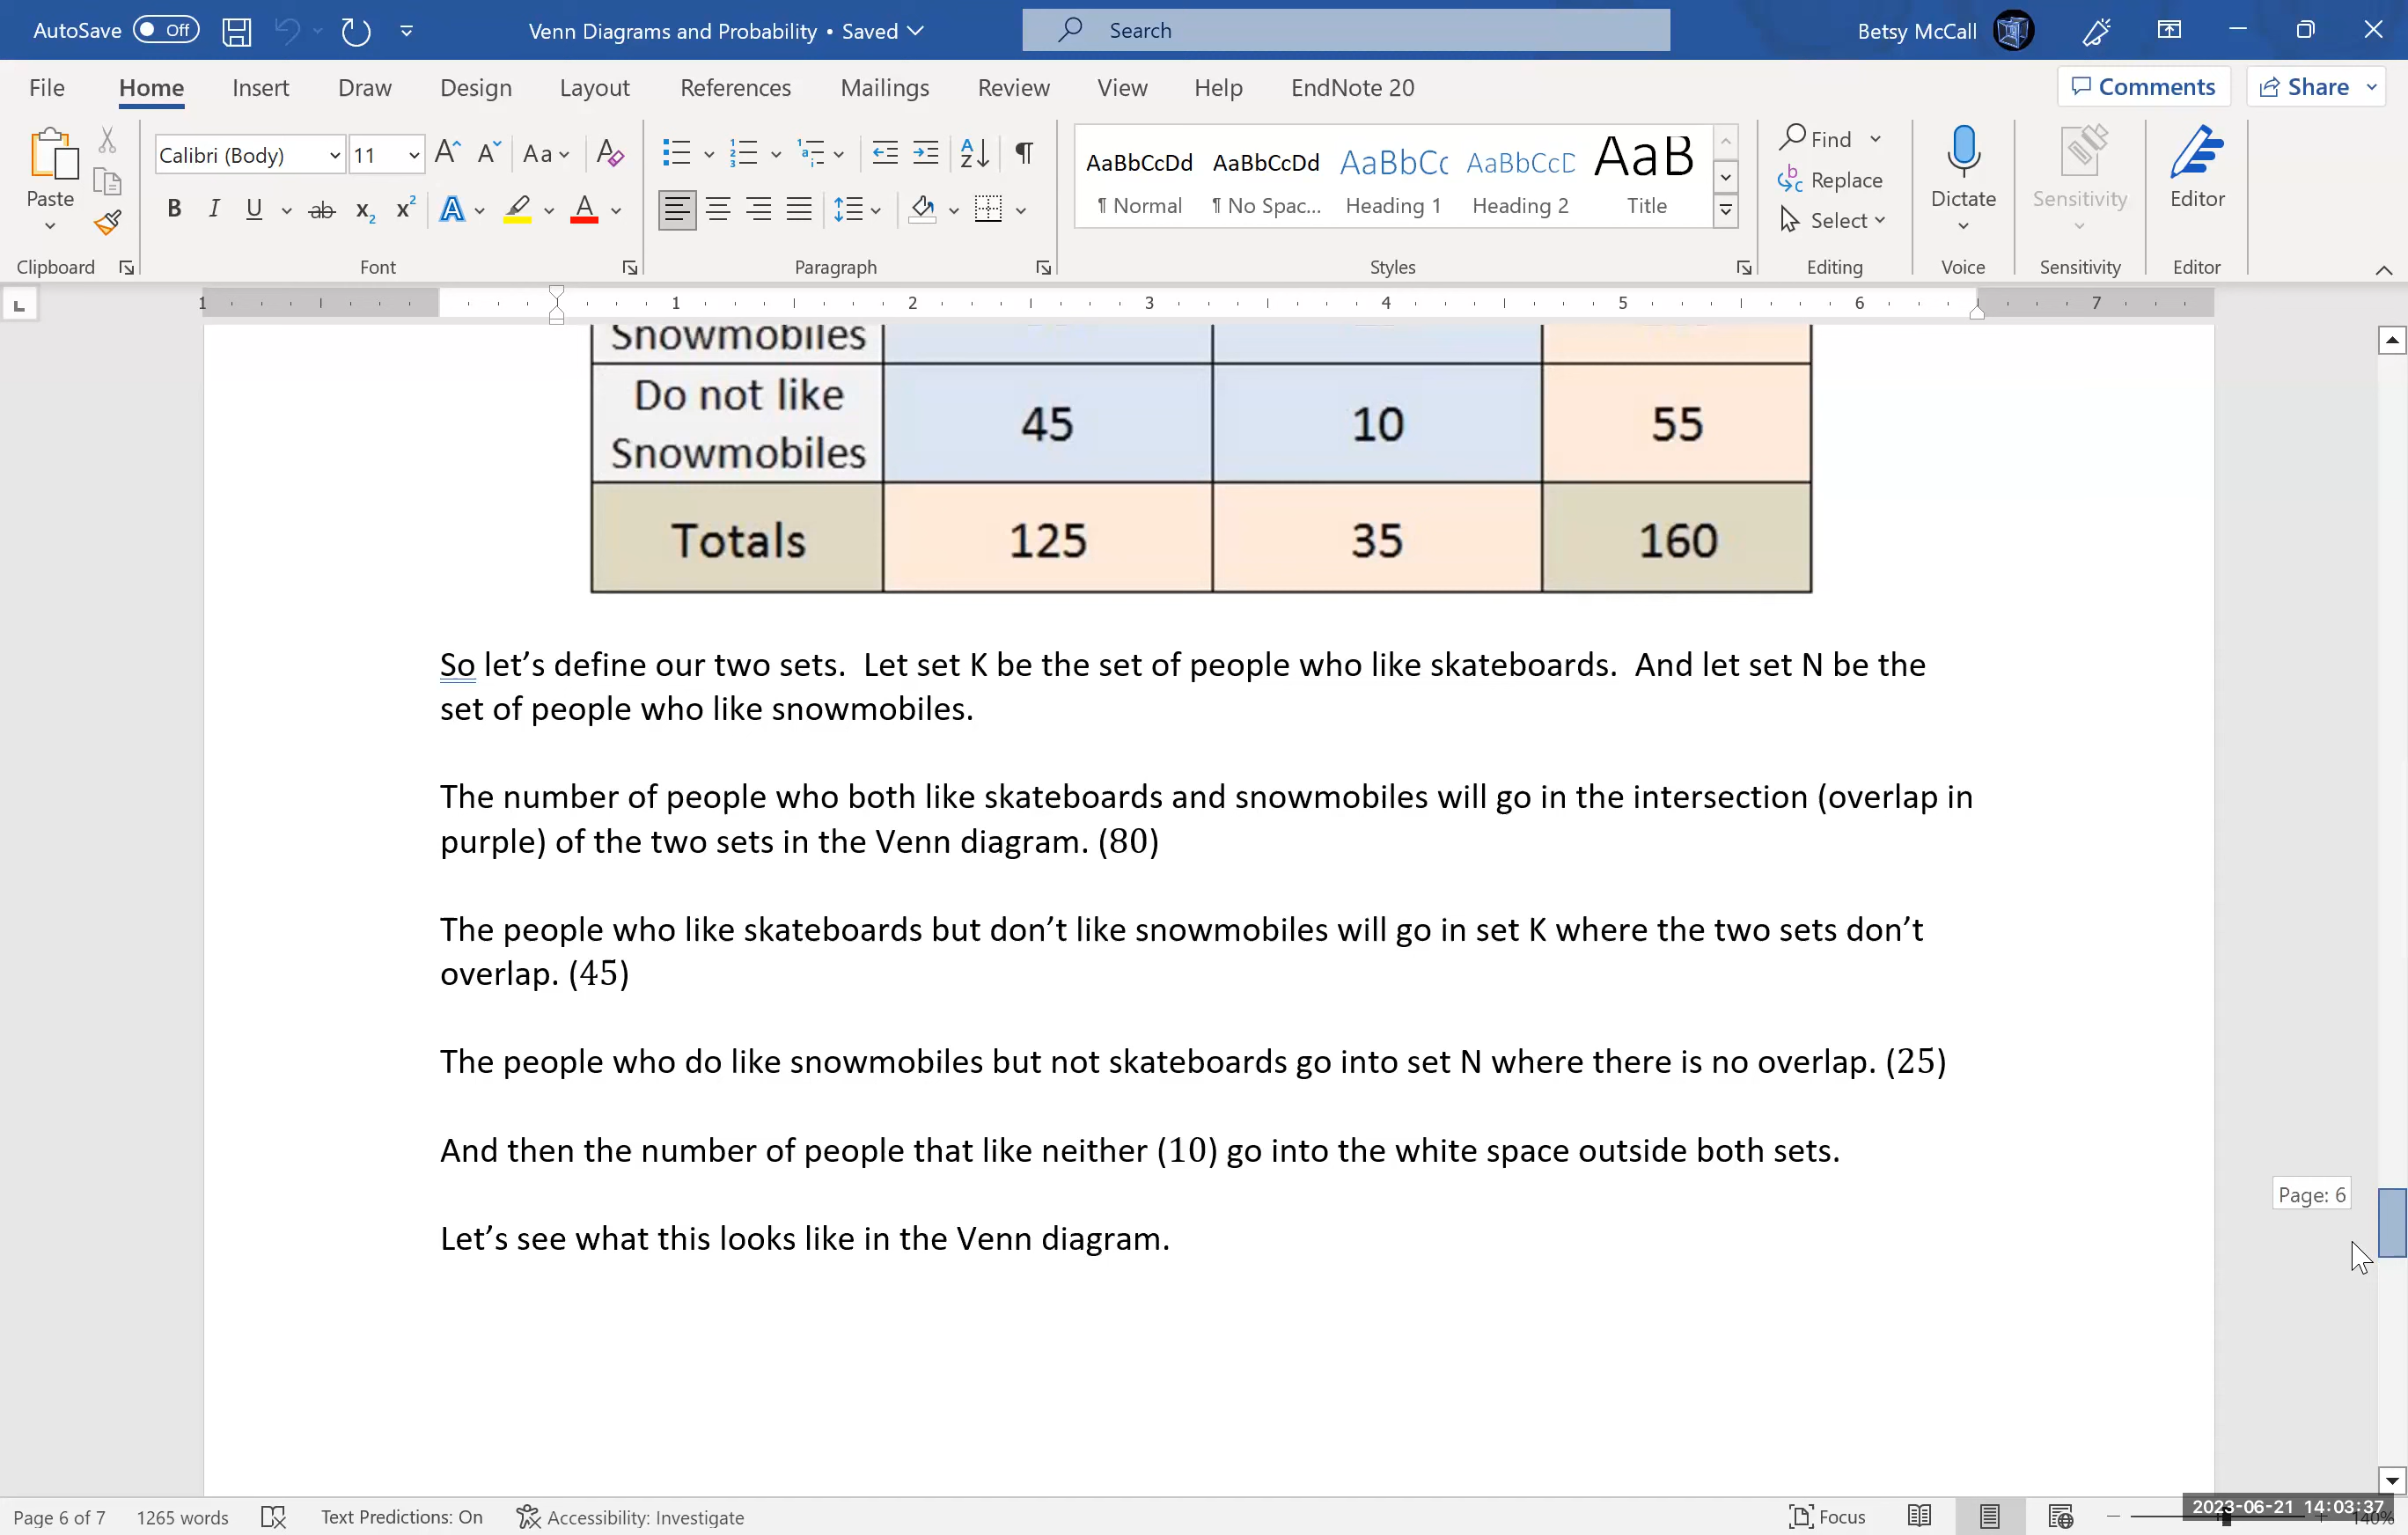 AutoSave Off Venn Diagrams and Probability • Saved Search Betsy McCall
File Home Insert Draw Design Layout References Mailings Review View Help EndNote 20 Comments Share
Paste Calibri (Body) 11 Aa AaBbCcDd AaBbCcDd AaBbCc AaBbCcD AaB Find Replace Select Dictate Sensitivity Editor
¶ Normal ¶ No Spac... Heading 1 Heading 2 Title
Clipboard Font Paragraph Styles Editing Voice Sensitivity Editor
1 1 2 3 4 5 6 7
Snowmobiles
Do not like
Snowmobiles 45 10 55
Totals 125 35 160
So let’s define our two sets. Let set K be the set of people who like skateboards. And let set N be the
set of people who like snowmobiles.
The number of people who both like skateboards and snowmobiles will go in the intersection (overlap in
purple) of the two sets in the Venn diagram. (80)
The people who like skateboards but don’t like snowmobiles will go in set K where the two sets don’t
overlap. (45)
The people who do like snowmobiles but not skateboards go into set N where there is no overlap. (25)
And then the number of people that like neither (10) go into the white space outside both sets.
Page: 6
Let’s see what this looks like in the Venn diagram.
Page 6 of 7 1265 words Text Predictions: On Accessibility: Investigate Focus 2023-06-21 14:03:37 140%